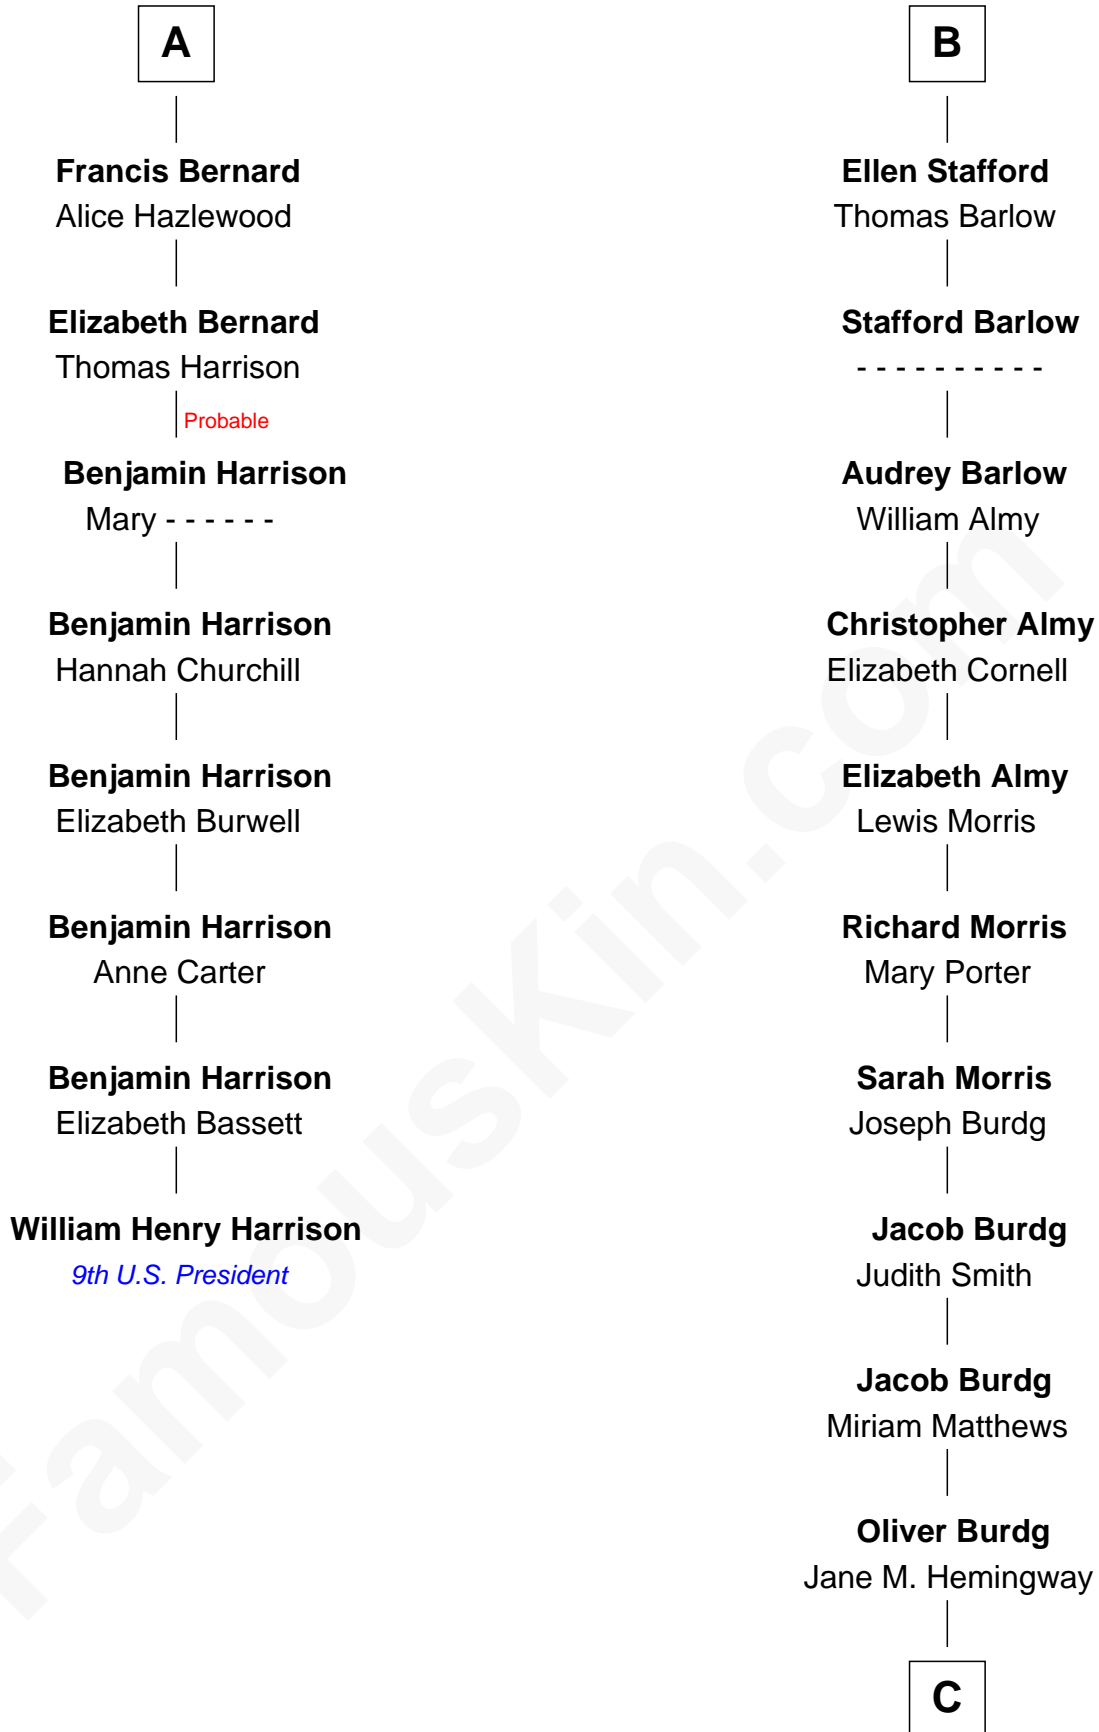 A
Francis Bernard
Alice Hazlewood
Elizabeth Bernard
Thomas Harrison
Probable
Benjamin Harrison
Mary - - - - - -
Benjamin Harrison
Hannah Churchill
Benjamin Harrison
Elizabeth Burwell
Benjamin Harrison
Anne Carter
Benjamin Harrison
Elizabeth Bassett
William Henry Harrison
9th U.S. President
B
Ellen Stafford
Thomas Barlow
Stafford Barlow
- - - - - - - - - -
Audrey Barlow
William Almy
Christopher Almy
Elizabeth Cornell
Elizabeth Almy
Lewis Morris
Richard Morris
Mary Porter
Sarah Morris
Joseph Burdg
Jacob Burdg
Judith Smith
Jacob Burdg
Miriam Matthews
Oliver Burdg
Jane M. Hemingway
C
FamousKin.com